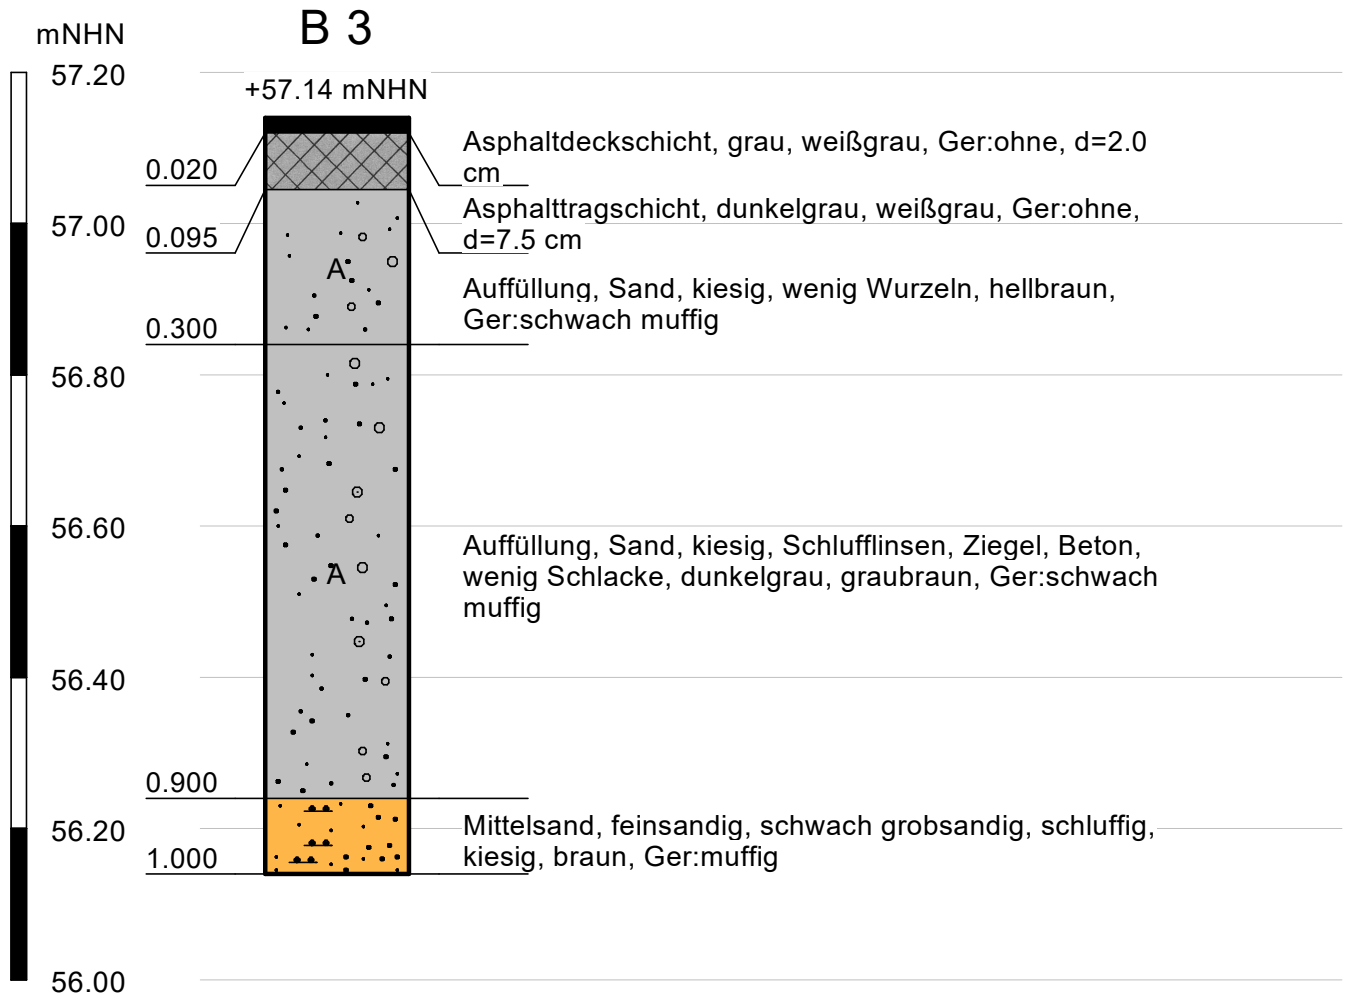 mNHN
B 3
57.20
+57.14 mNHN
Asphaltdeckschicht, grau, weißgrau, Ger:ohne, d=2.0
cm
0.020
Asphalttragschicht, dunkelgrau, weißgrau, Ger:ohne,
d=7.5 cm
57.00
0.095
A
Auffüllung, Sand, kiesig, wenig Wurzeln, hellbraun,
Ger:schwach muffig
0.300
56.80
56.60
Auffüllung, Sand, kiesig, Schlufflinsen, Ziegel, Beton,
wenig Schlacke, dunkelgrau, graubraun, Ger:schwach
muffig
A
56.40
0.900
56.20
Mittelsand, feinsandig, schwach grobsandig, schluffig,
kiesig, braun, Ger:muffig
1.000
56.00